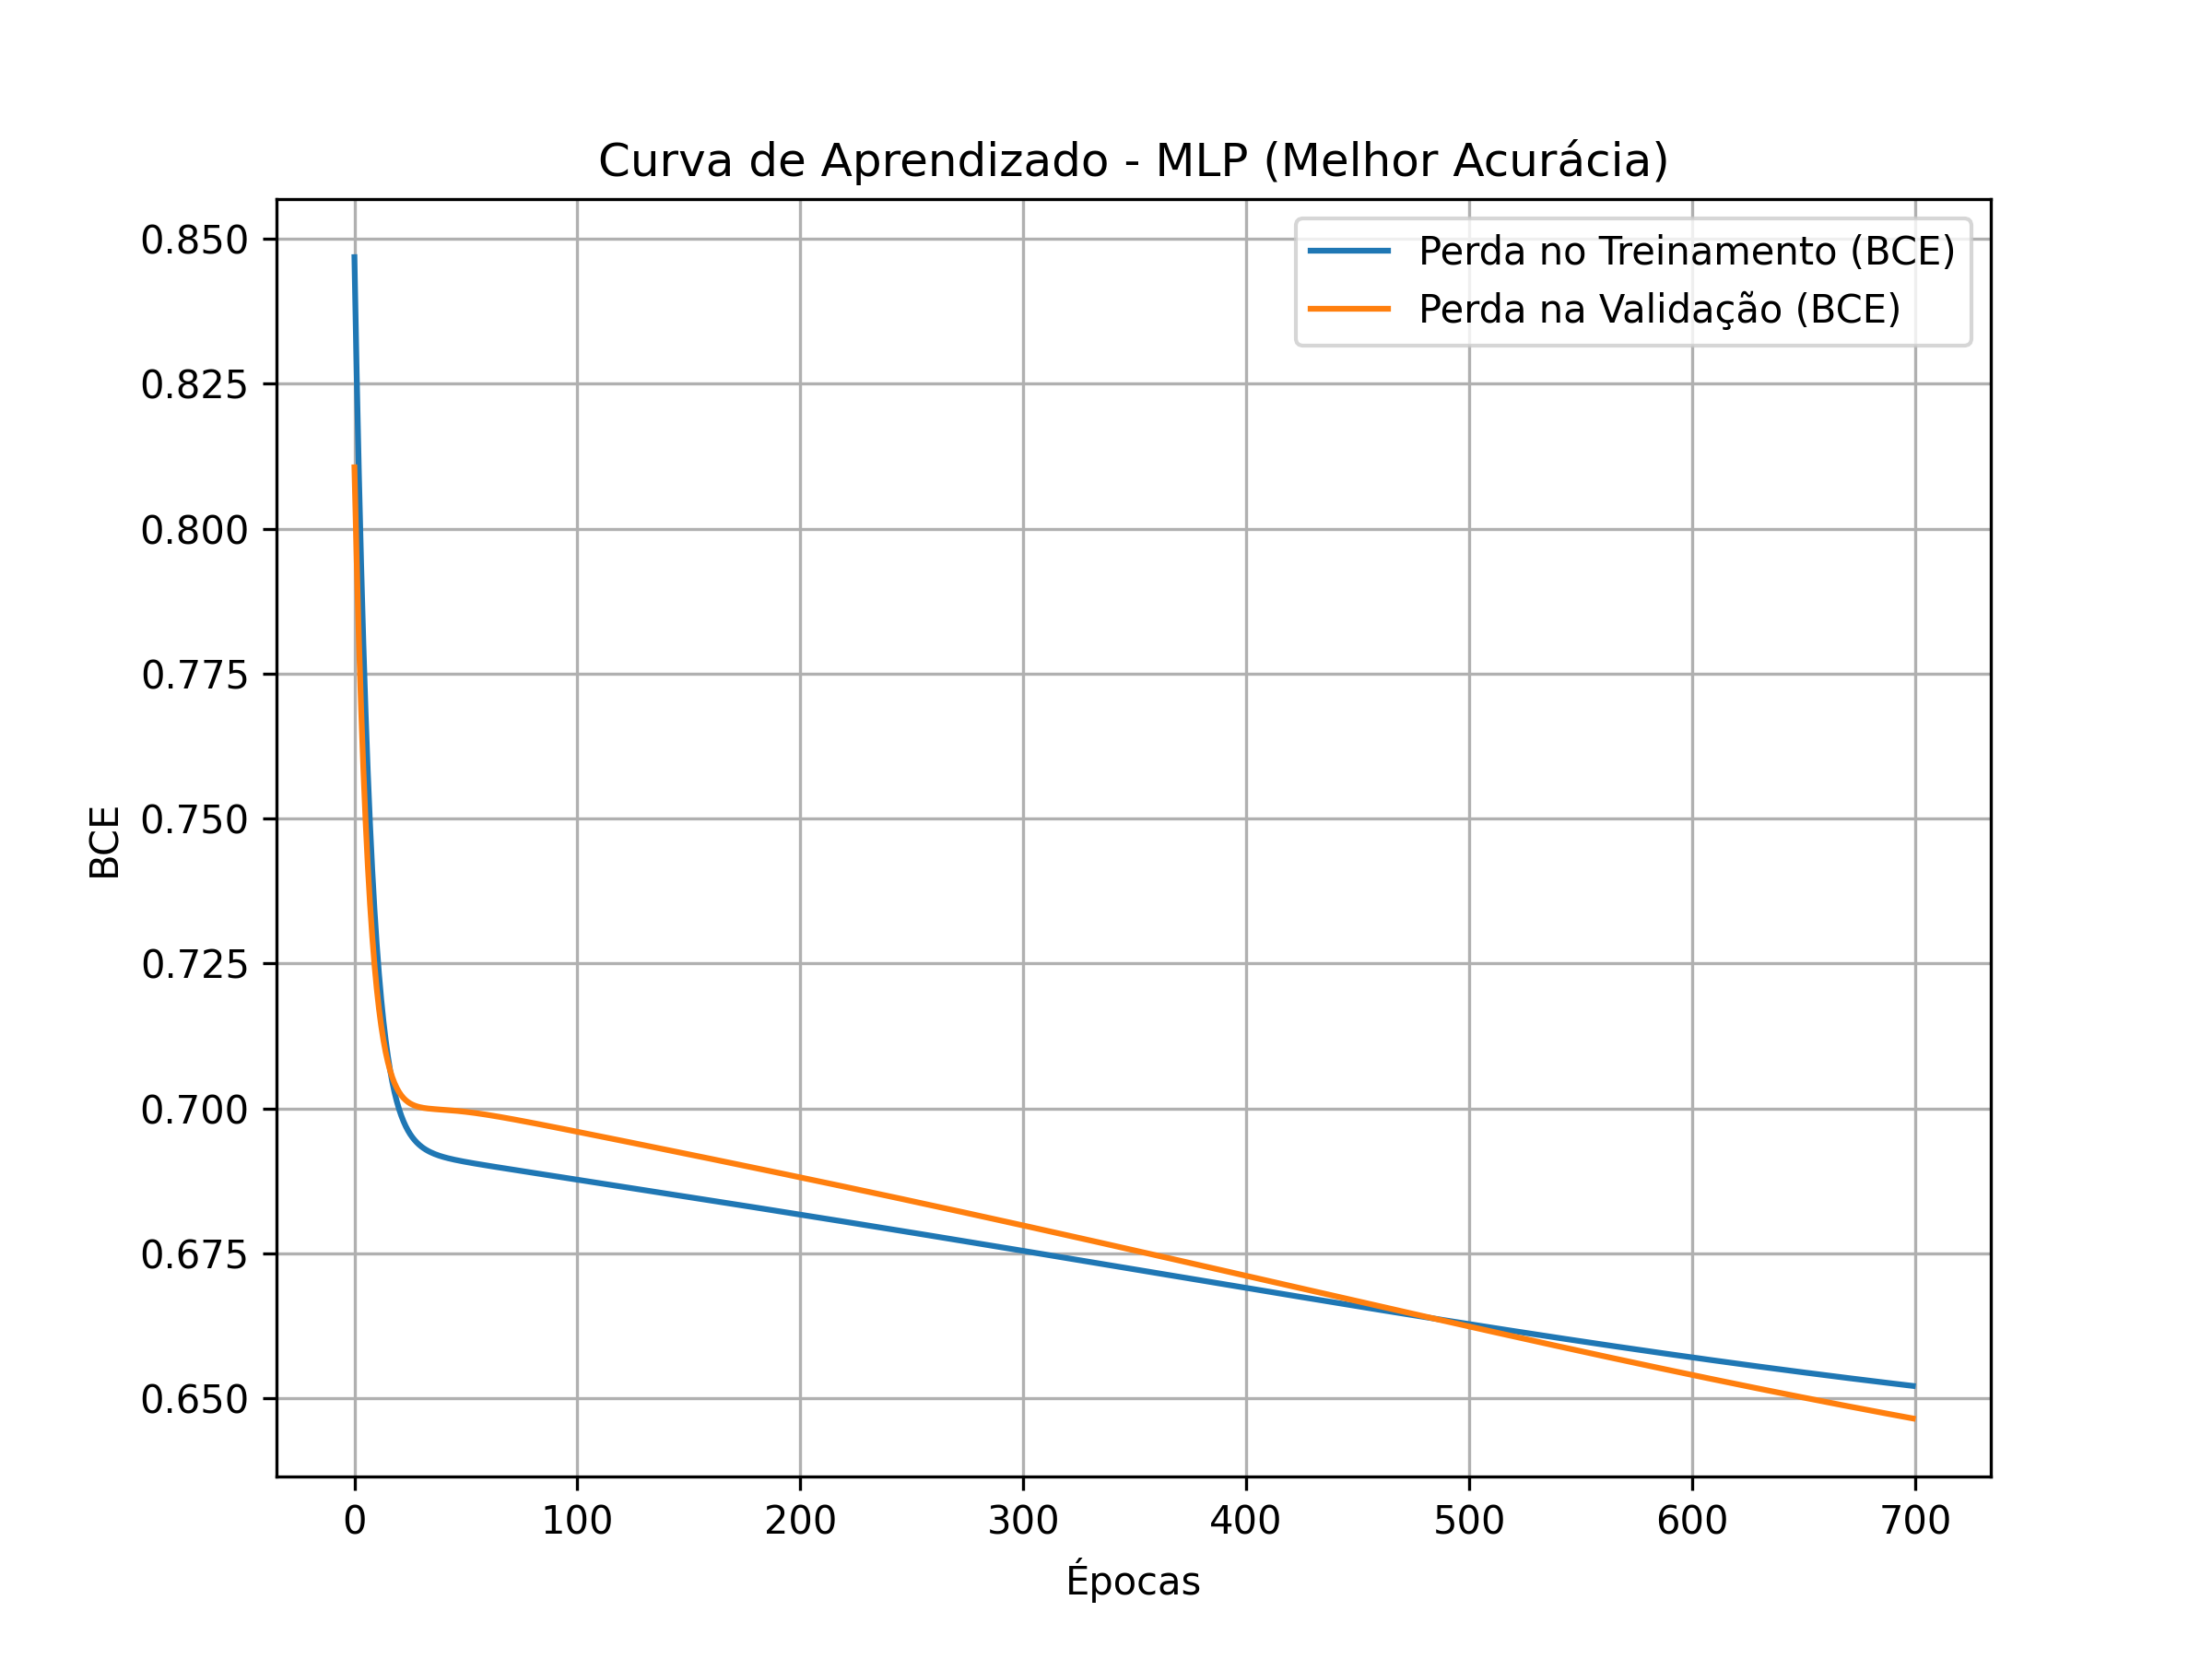 Curva de Aprendizado - MLP (Melhor Acurácia)
Perda no Treinamento (BCE)
Perda na Validação (BCE)
BCE
0.850
0.825
0.800
0.775
0.750
0.725
0.700
0.675
0.650
0 100 200 300 400 500 600 700
Épocas